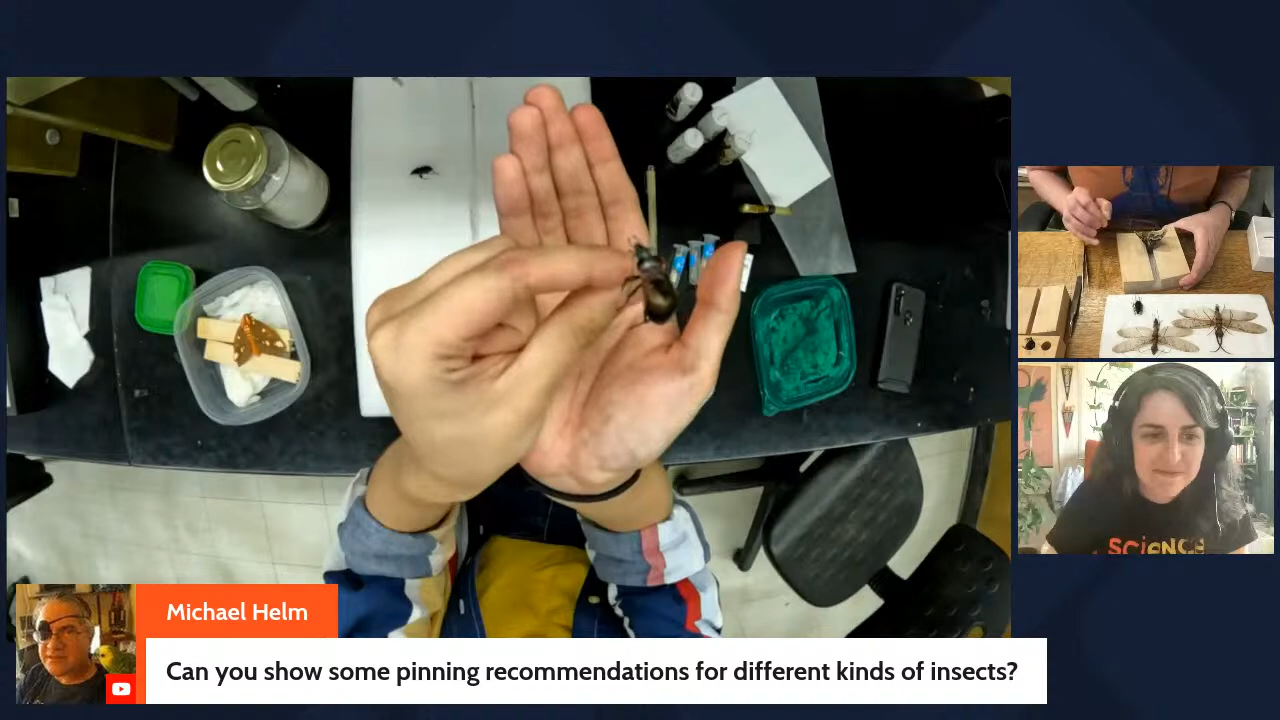 SCIENCE
Michael Helm
Can you show some pinning recommendations for different kinds of insects?